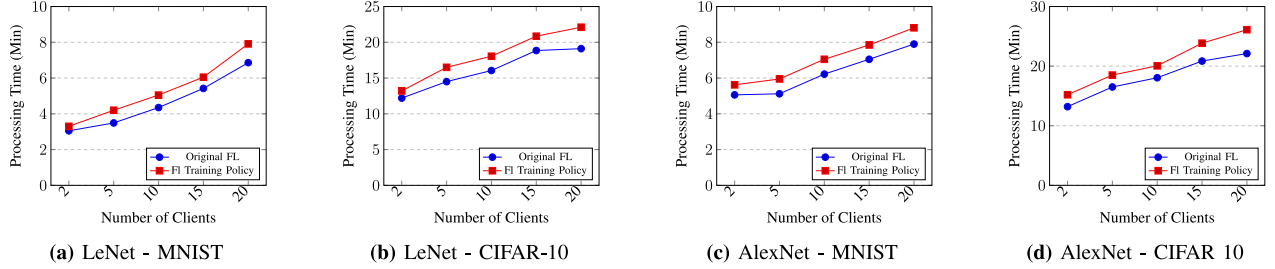 10
8
6
4
2
0
Processing Time (Min)
2
5
10
15
20
Number of Clients
Original FL
Fl Training Policy
(a) LeNet - MNIST
25
20
15
10
5
0
Processing Time (Min)
2
5
10
15
20
Number of Clients
Original FL
Fl Training Policy
(b) LeNet - CIFAR-10
10
8
6
4
2
0
Processing Time (Min)
2
5
10
15
20
Number of Clients
Original FL
Fl Training Policy
(c) AlexNet - MNIST
30
20
10
0
Processing Time (Min)
2
5
10
15
20
Number of Clients
Original FL
Fl Training Policy
(d) AlexNet - CIFAR 10